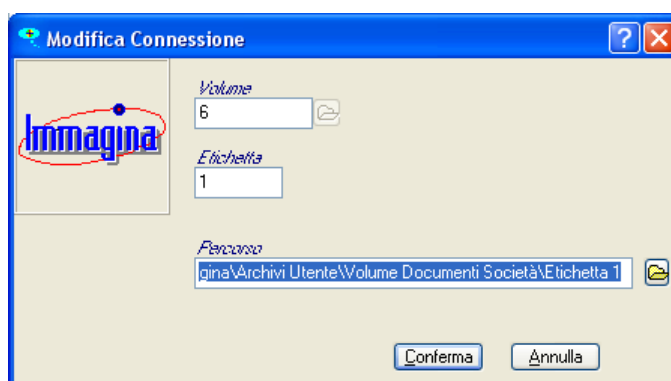 Modifica Connessione
Immagina
Volume
6
Etichetta
1
Percorso
gina\Archivi Utente\Volume Documenti Società\Etichetta 1
Conferma
Annulla